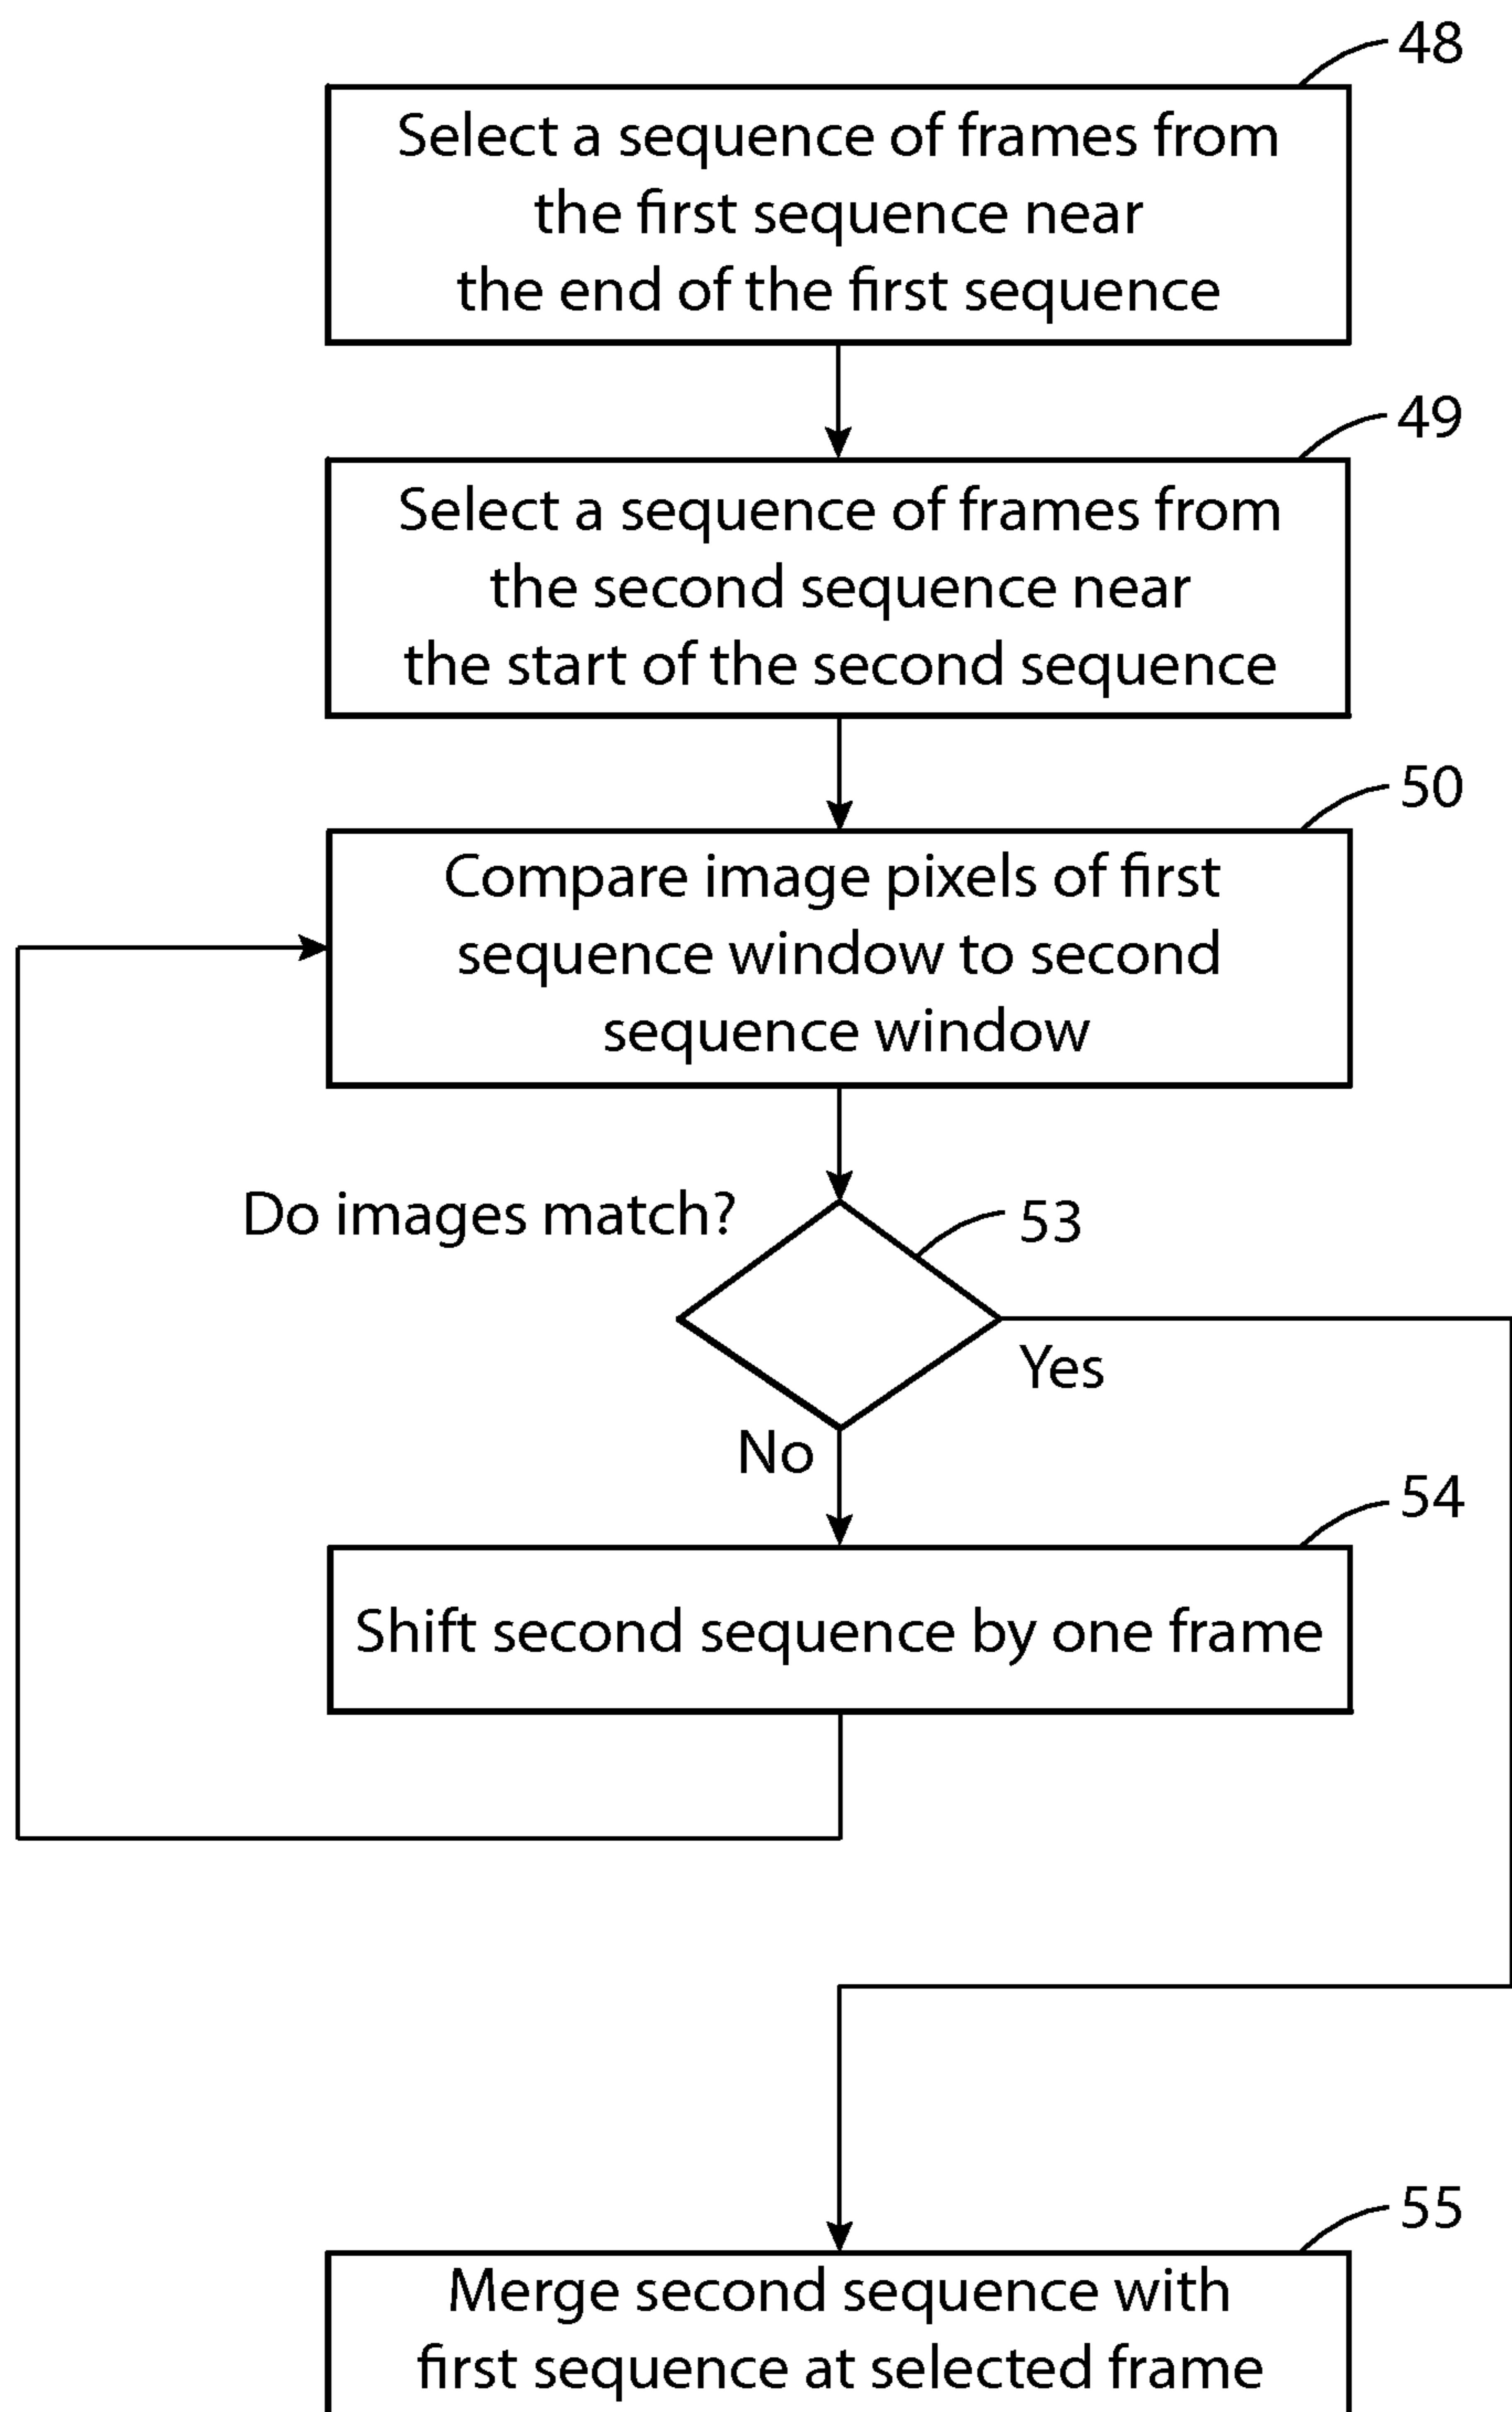 48
Select a sequence of frames from
the first sequence near
the end of the first sequence
49
Select a sequence of frames from
the second sequence near
the start of the second sequence
50
Compare image pixels of first
sequence window to second
sequence window
Do images match?
53
Yes
No
54
Shift second sequence by one frame
55
Merge second sequence with
first sequence at selected frame